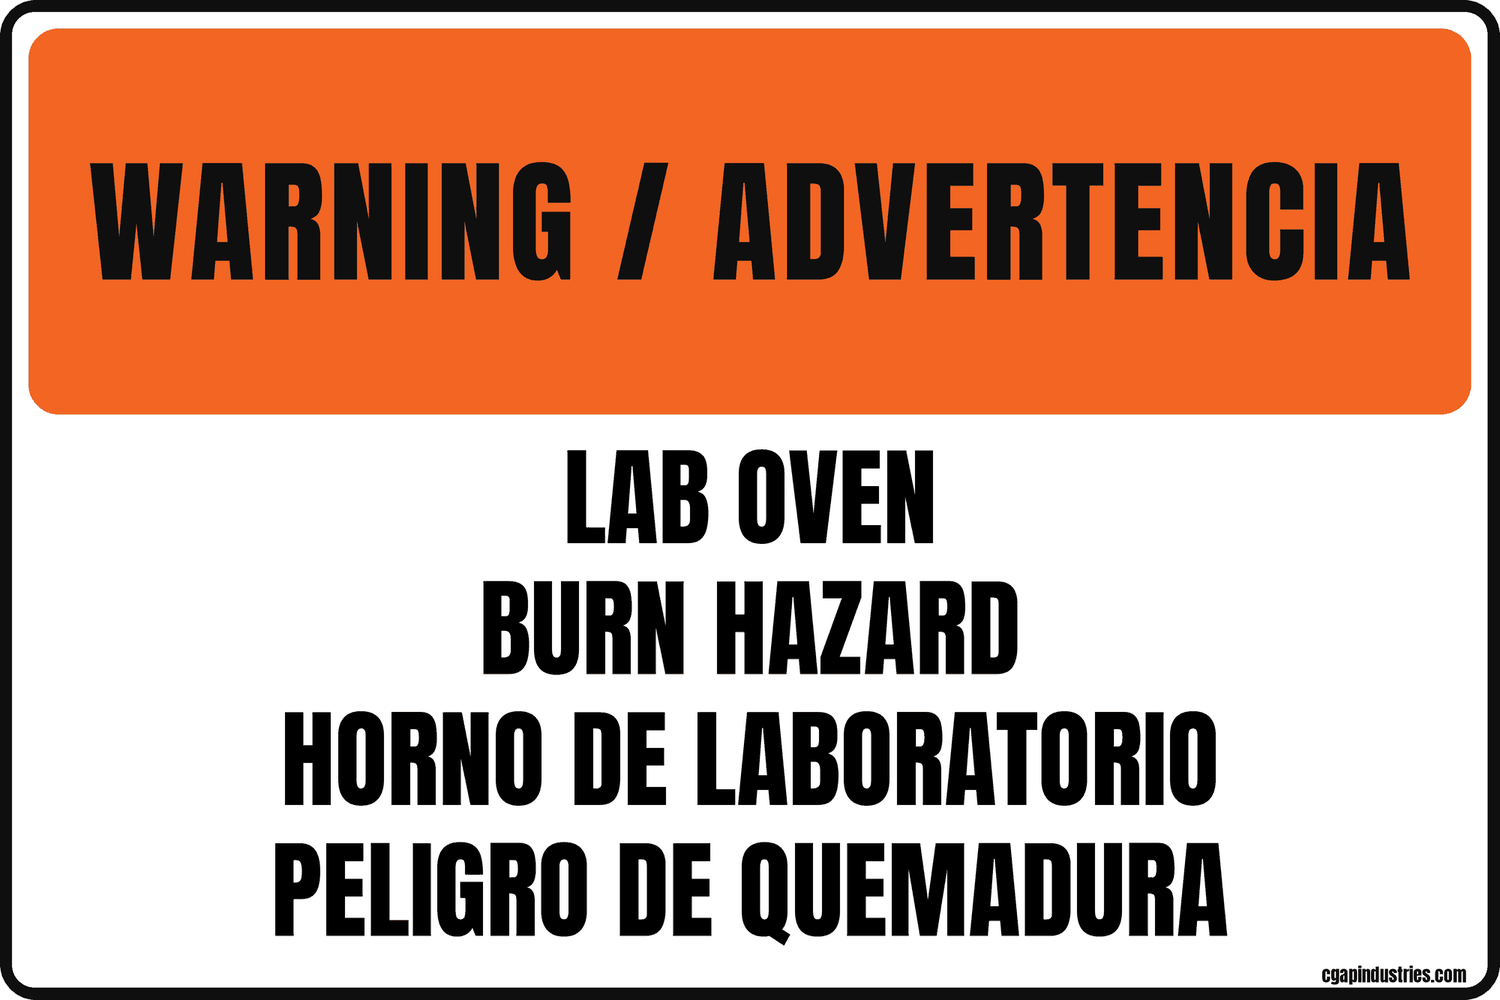 WARNING / ADVERTENCIA
LAB OVEN
BURN HAZARD
HORNO DE LABORATORIO
PELIGRO DE QUEMADURA
cgapindustries.com